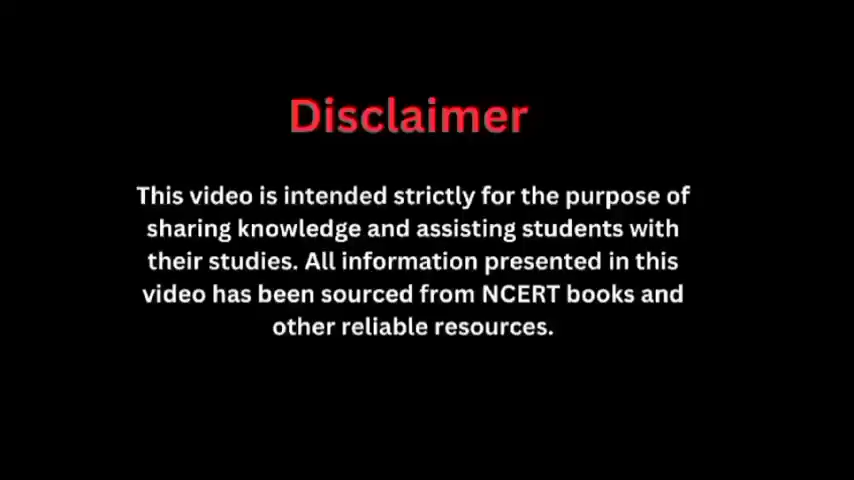 Disclaimer
This video is intended strictly for the purpose of
sharing knowledge and assisting students with
their studies. All information presented in this
video has been sourced from NCERT books and
other reliable resources.